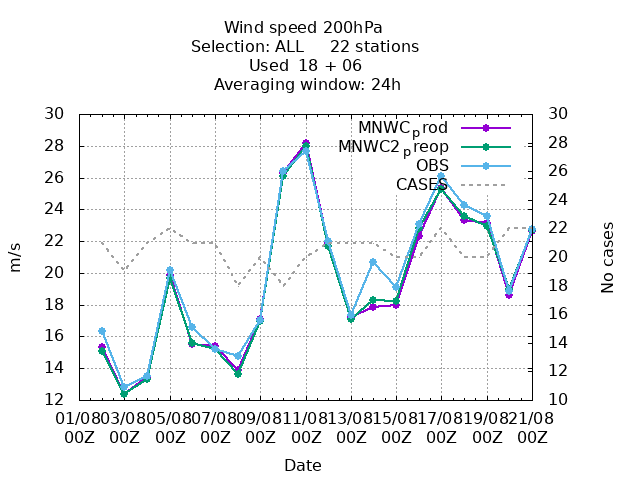 Wind speed 200hPa
Selection: ALL 22 stations
Used 18 + 06
Averaging window: 24h
30 30
28 28
26 26
24 24
22 22
20 20
18 18
16 16
14 14
12 12
10
MNWCprod
MNWC2preop
OBS
CASES
m/s
No cases
01/08 03/08 05/08 07/08 09/08 11/08 13/08 15/08 17/08 19/08 21/08
00Z 00Z 00Z 00Z 00Z 00Z 00Z 00Z 00Z 00Z 00Z
Date